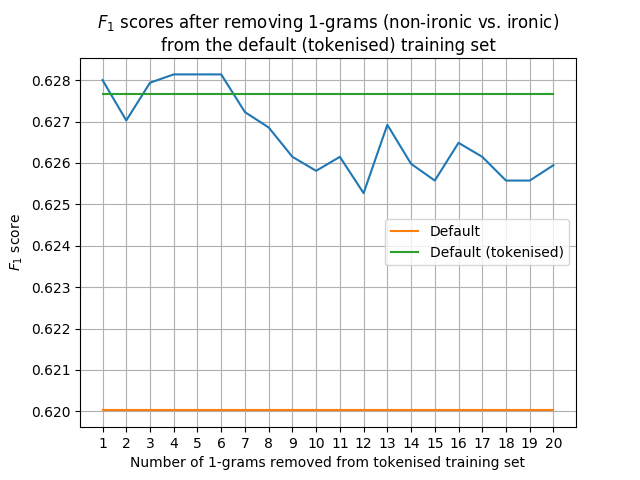 F1 scores after removing 1-grams (non-ironic vs. ironic)
from the default (tokenised) training set
F1 score
0.628
0.627
0.626
0.625
0.624
0.623
0.622
0.621
0.620
Default
Default (tokenised)
1 2 3 4 5 6 7 8 9 10 11 12 13 14 15 16 17 18 19 20
Number of 1-grams removed from tokenised training set